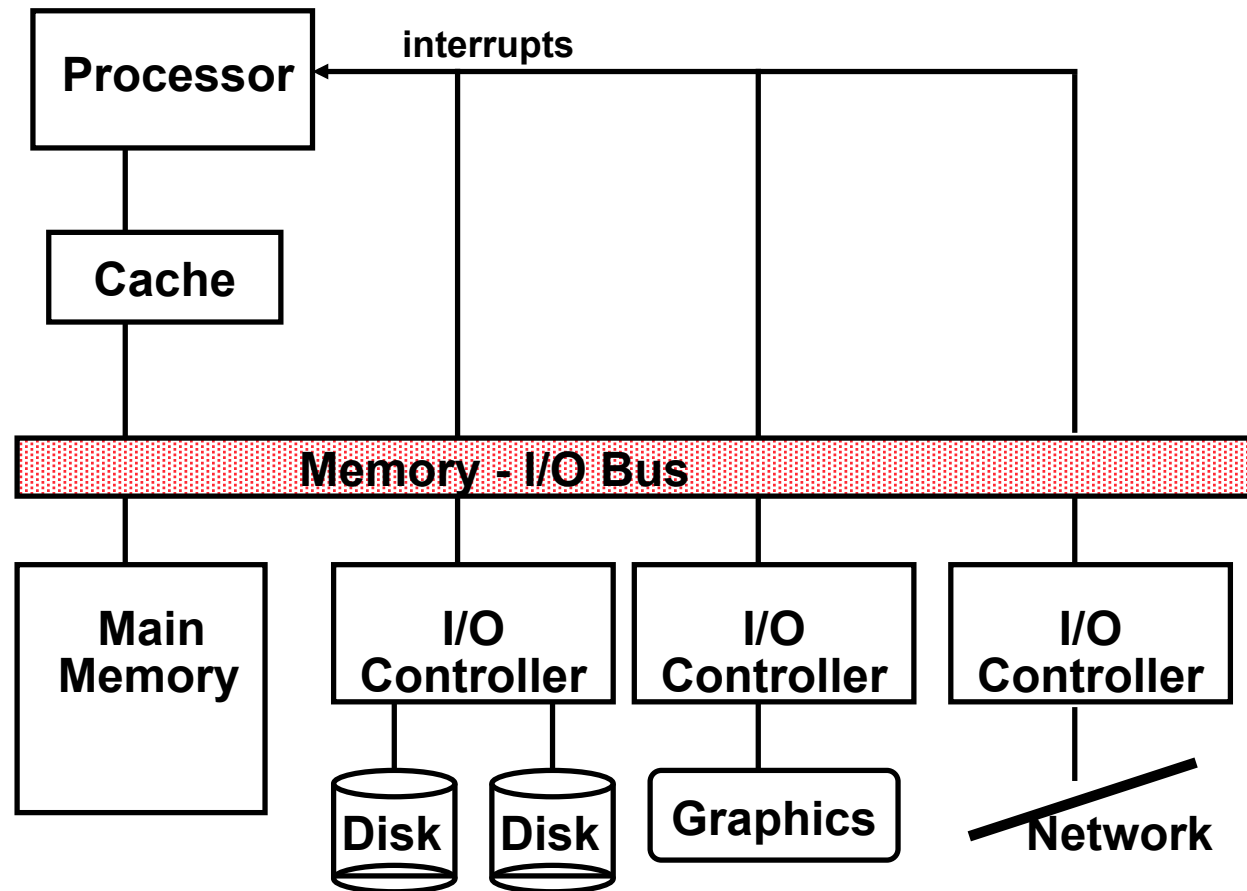 interrupts
Processor
Cache
Memory - I/O Bus
Main
Memory
I/O
Controller
I/O
Controller
I/O
Controller
Disk
Disk
Graphics
Network